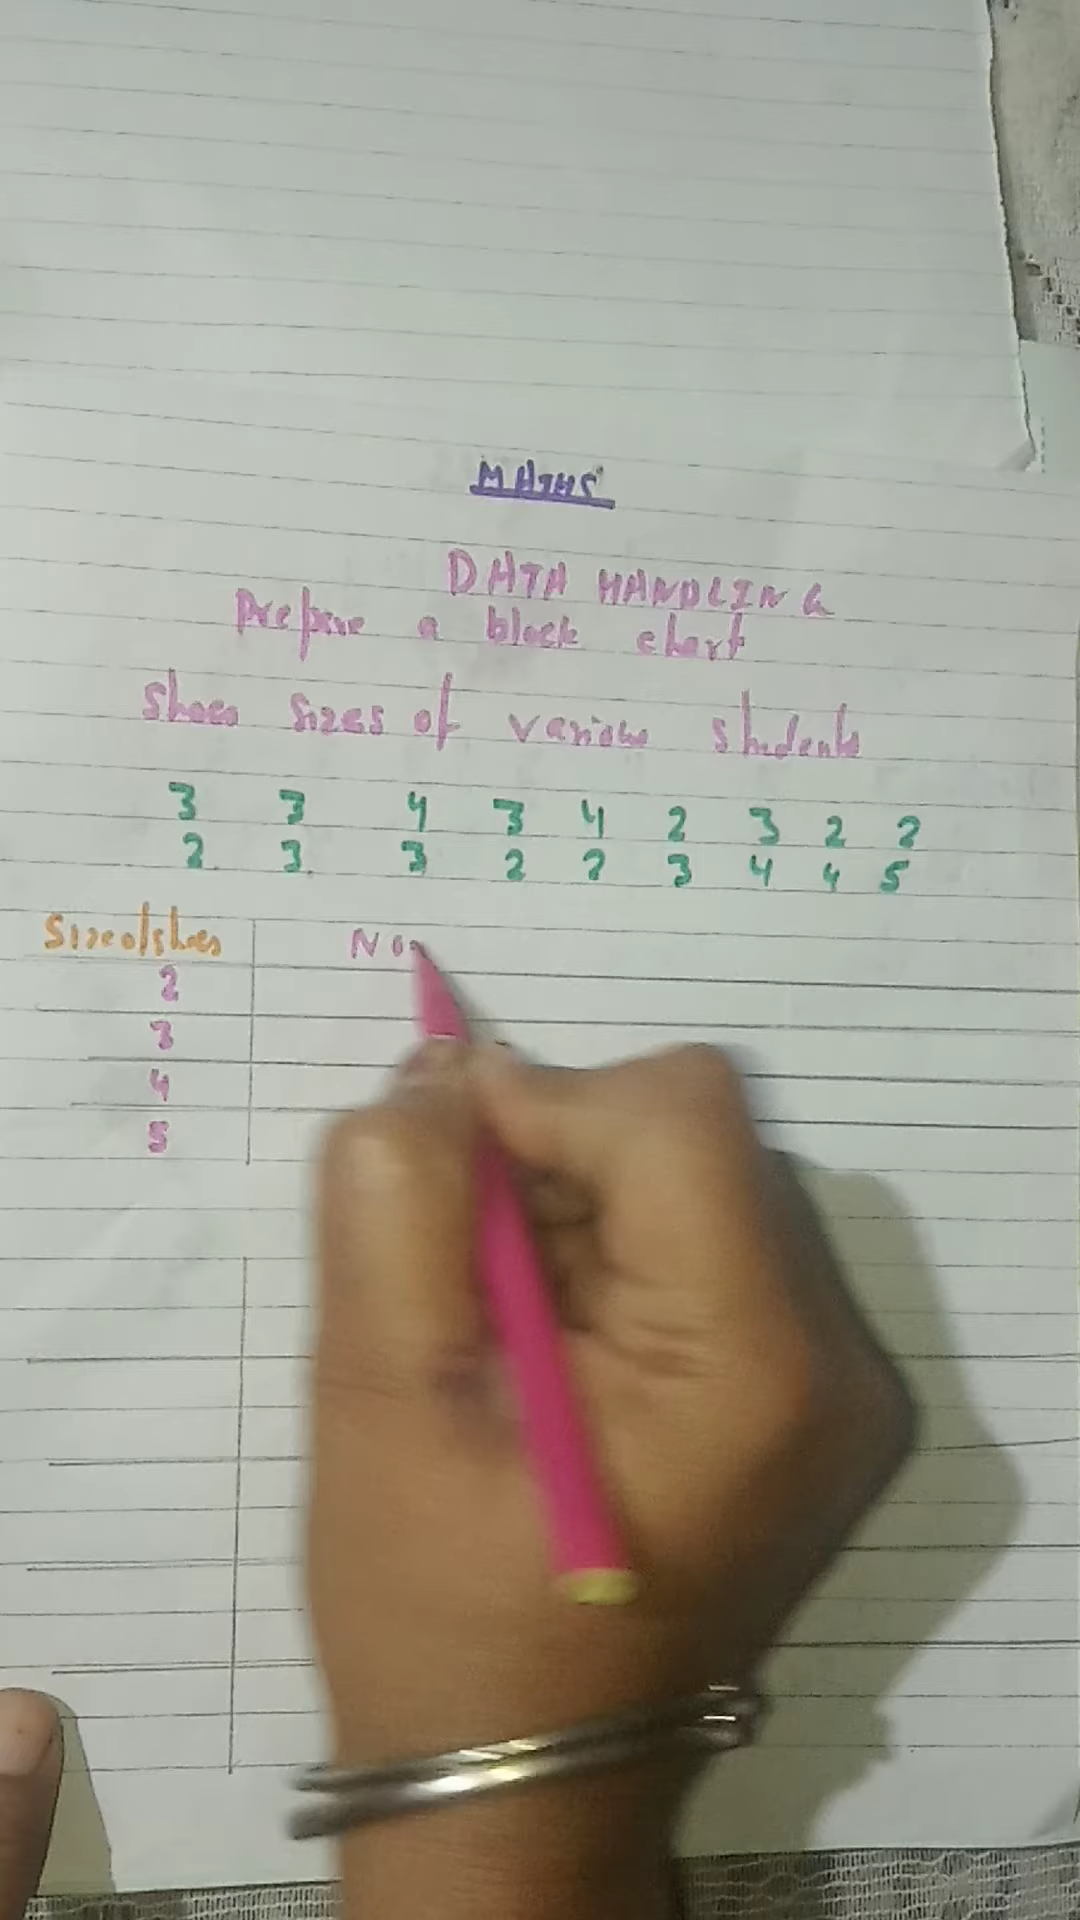 MATHS
DATA HANDLING
Prepare a block chart
Shoes sizes of various students
3 3 4 3 4 2 3 2 2
2 3 3 2 2 3 4 4 5
Size of shoes No
2
3
4
5